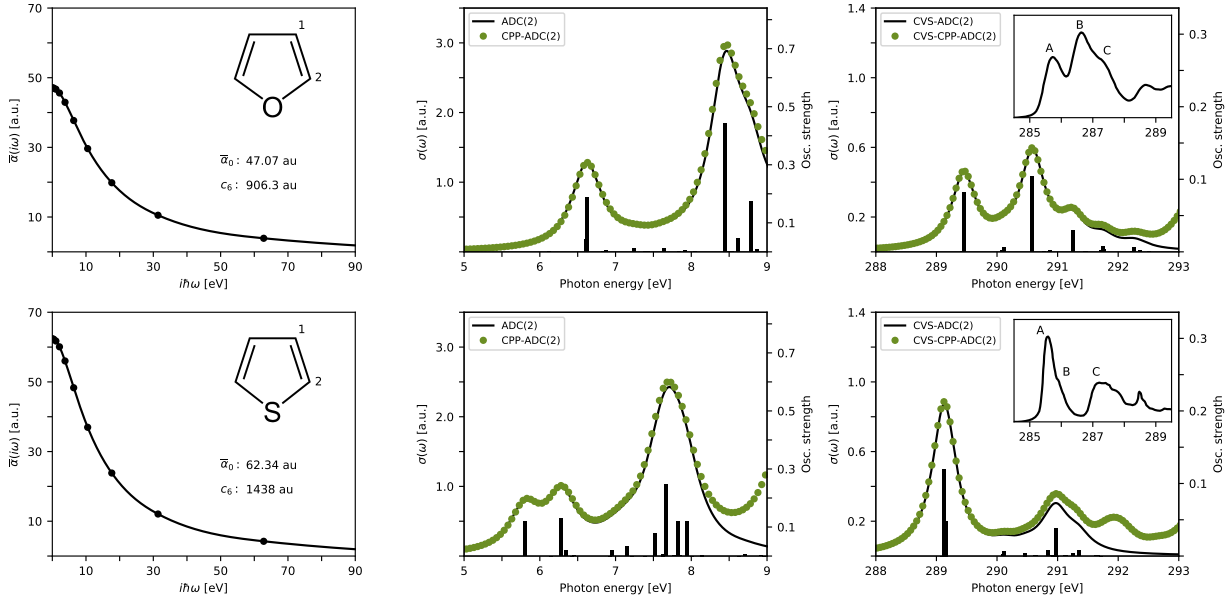 70
50
30
10
10 30 50 70 90
ᾱ(iω) [a.u.]
iħω [eV]
1
2
O
ᾱ₀ : 47.07 au
c₆ : 906.3 au
ADC(2)
CPP-ADC(2)
3.0
2.0
1.0
σ(ω) [a.u.]
0.7
0.5
0.3
0.1
Osc. strength
5 6 7 8 9
Photon energy [eV]
CVS-ADC(2)
CVS-CPP-ADC(2)
1.4
1.0
0.6
0.2
σ(ω) [a.u.]
A
B
C
285 287 289
0.3
0.2
0.1
Osc. strength
288 289 290 291 292 293
Photon energy [eV]
70
50
30
10
10 30 50 70 90
ᾱ(iω) [a.u.]
iħω [eV]
1
2
S
ᾱ₀ : 62.34 au
c₆ : 1438 au
ADC(2)
CPP-ADC(2)
3.0
2.0
1.0
σ(ω) [a.u.]
0.7
0.5
0.3
0.1
Osc. strength
5 6 7 8 9
Photon energy [eV]
CVS-ADC(2)
CVS-CPP-ADC(2)
1.4
1.0
0.6
0.2
σ(ω) [a.u.]
A
B
C
285 287 289
0.3
0.2
0.1
Osc. strength
288 289 290 291 292 293
Photon energy [eV]